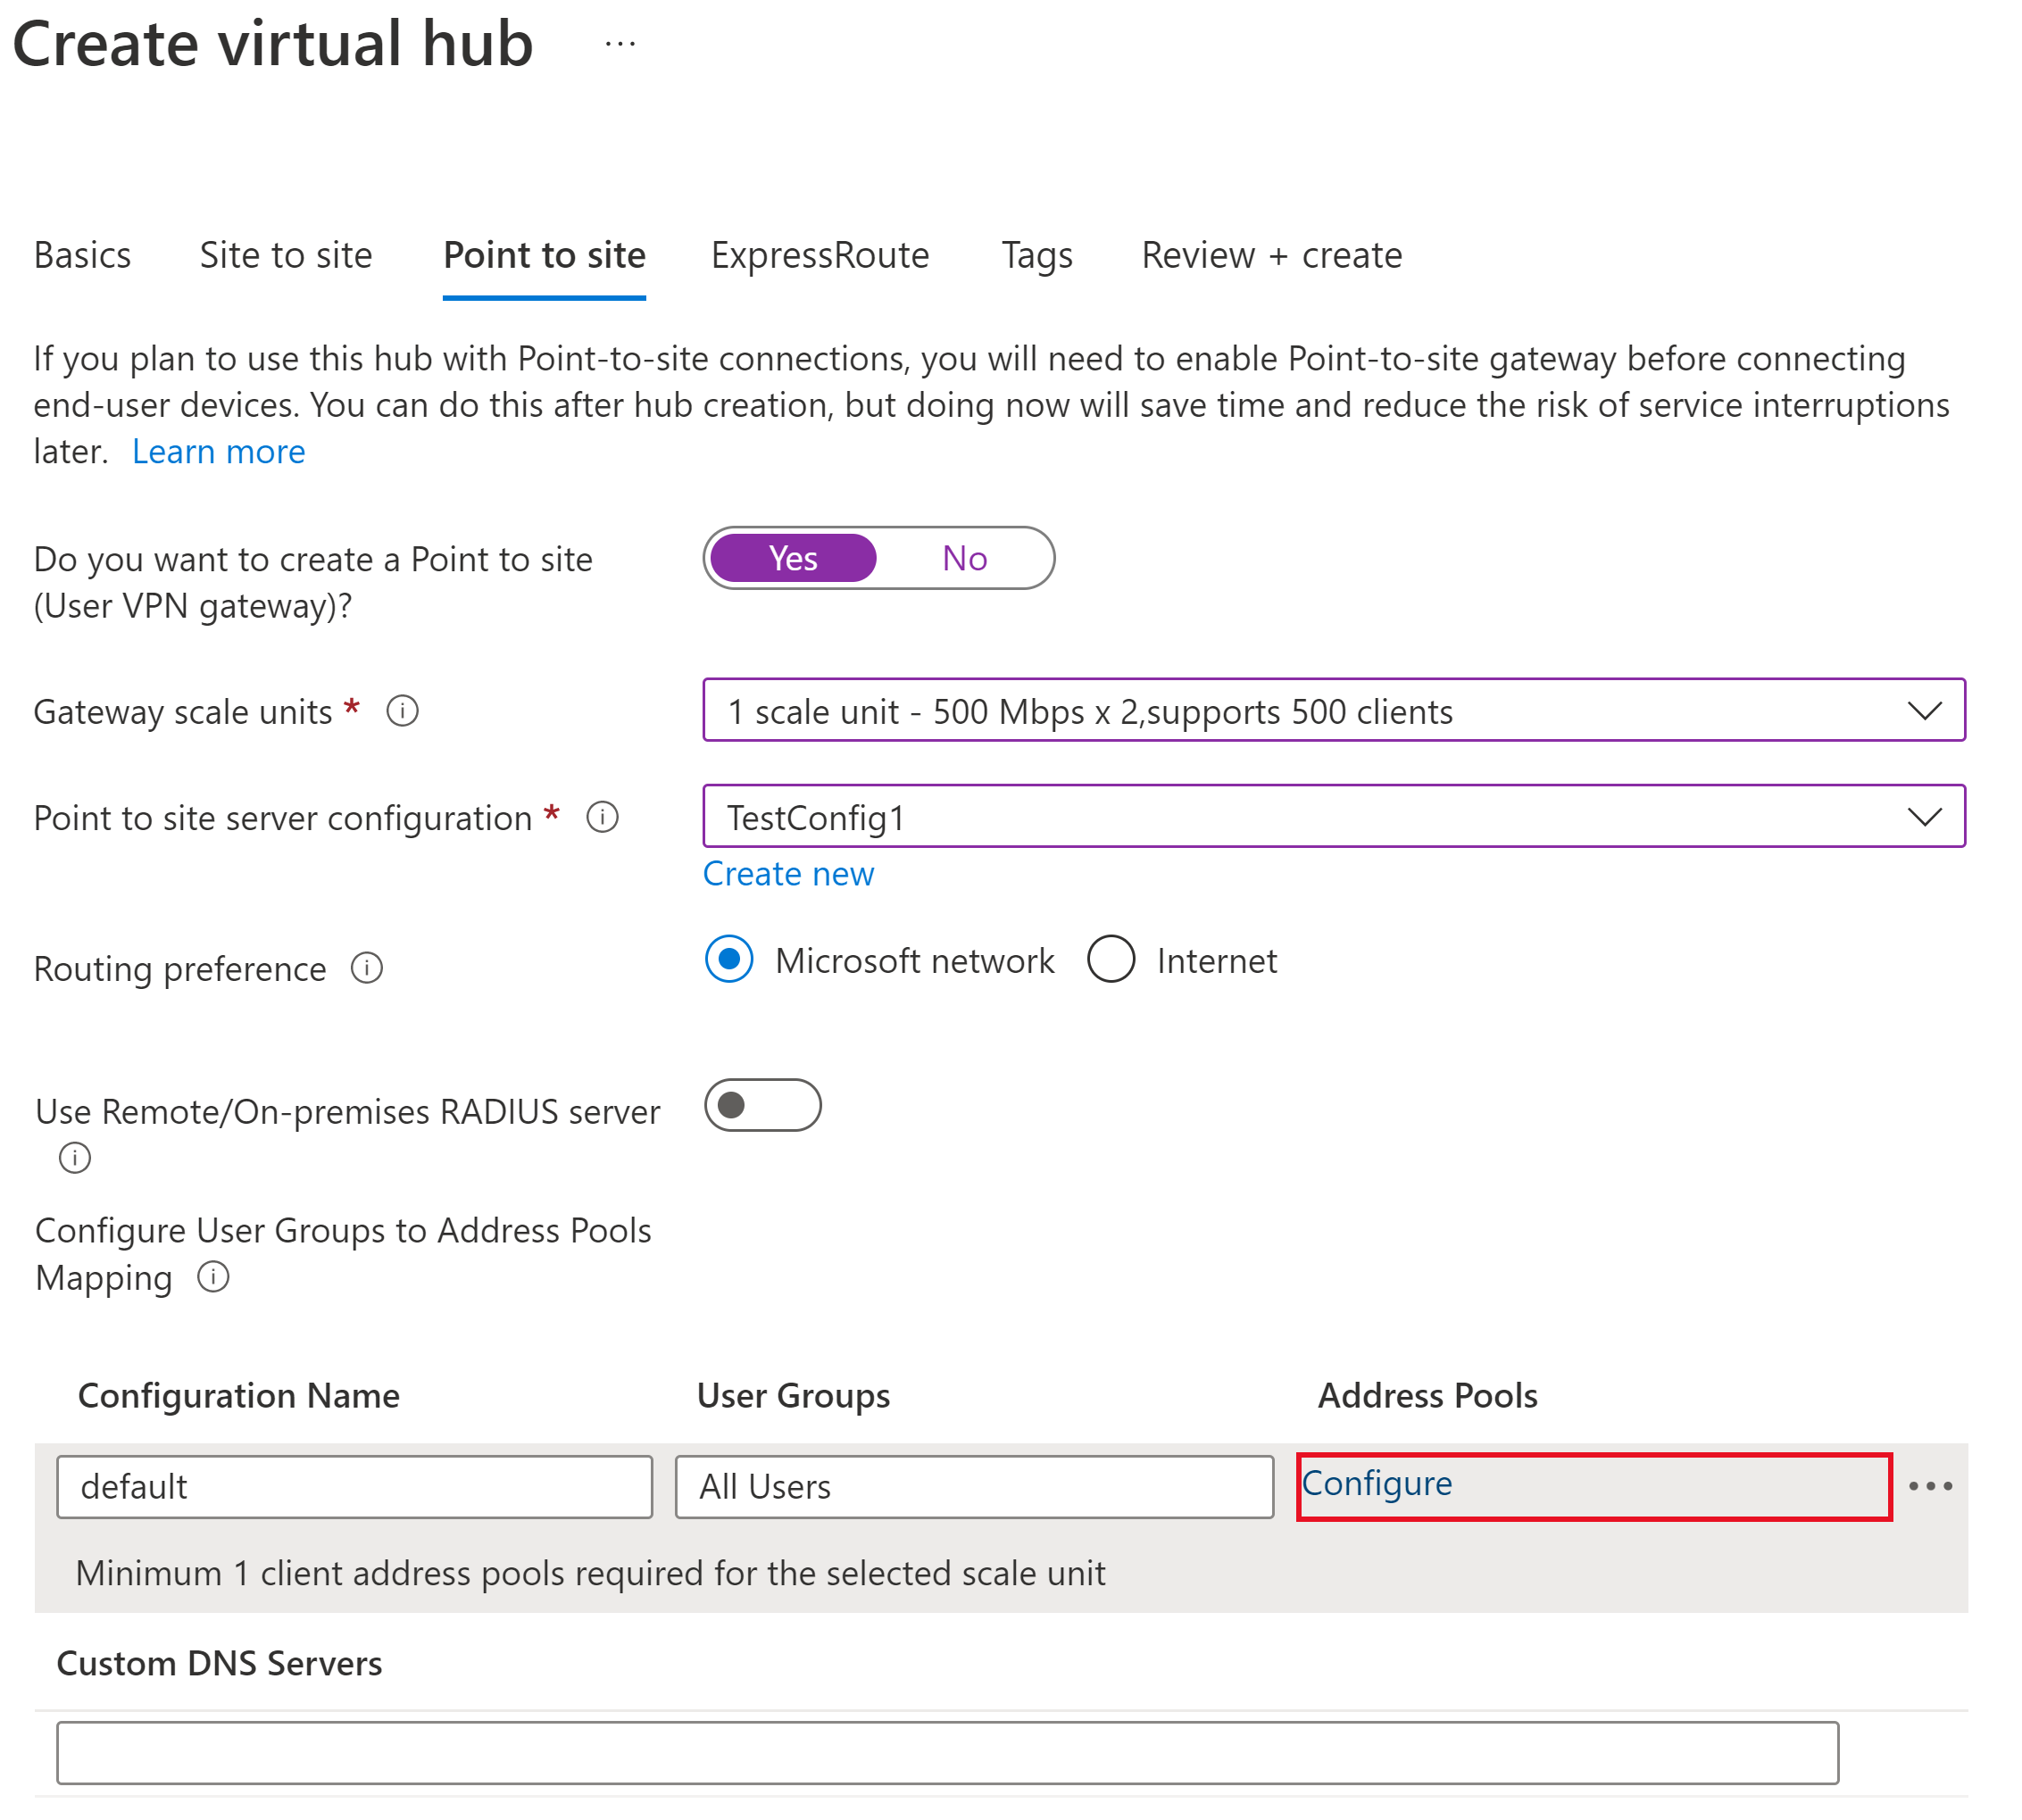 Create virtual hub ...
Basics Site to site Point to site ExpressRoute Tags Review + create
If you plan to use this hub with Point-to-site connections, you will need to enable Point-to-site gateway before connecting
end-user devices. You can do this after hub creation, but doing now will save time and reduce the risk of service interruptions
later. Learn more
Do you want to create a Point to site
(User VPN gateway)?
Yes No
Gateway scale units *
1 scale unit - 500 Mbps x 2,supports 500 clients
Point to site server configuration *
TestConfig1
Create new
Routing preference
Microsoft network Internet
Use Remote/On-premises RADIUS server
Configure User Groups to Address Pools
Mapping
Configuration Name User Groups Address Pools
default All Users Configure
Minimum 1 client address pools required for the selected scale unit
Custom DNS Servers